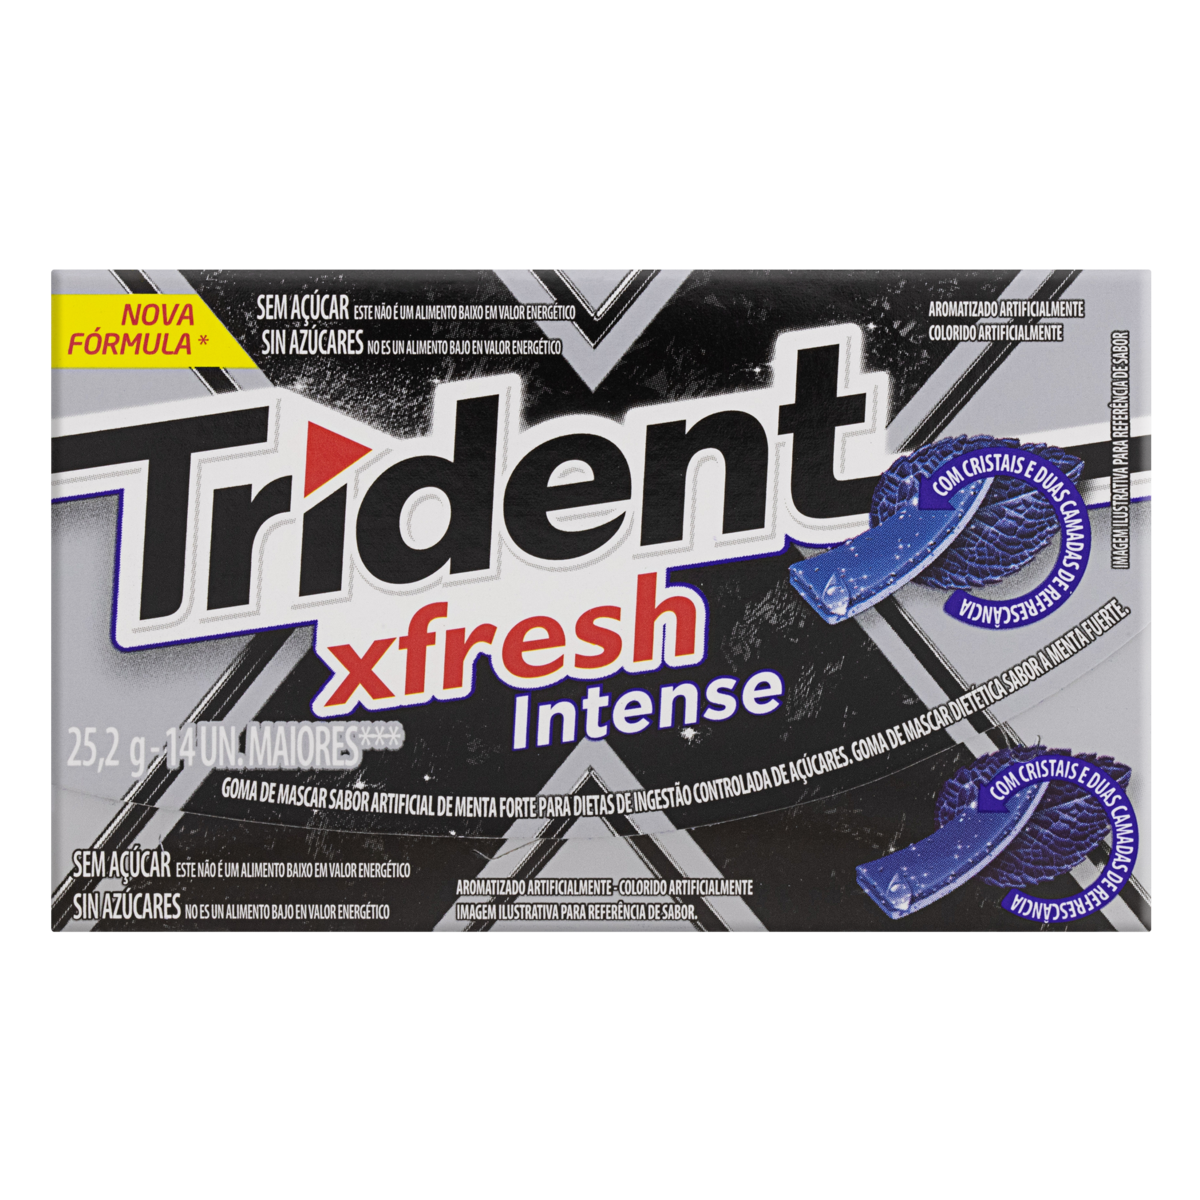 NOVA
FÓRMULA*
SEM AÇÚCAR ESTE NÃO É UM ALIMENTO BAIXO EM VALOR ENERGÉTICO
SIN AZÚCARES NO ES UN ALIMENTO BAJO EN VALOR ENERGÉTICO
AROMATIZADO ARTIFICIALMENTE
COLORIDO ARTIFICIALMENTE
IMAGEM ILUSTRATIVA PARA REFERÊNCIA DE SABOR
Trident
xfresh
Intense
COM CRISTAIS E DUAS CAMADAS DE REFRESCÂNCIA
25,2 g - 14 UN. MAIORES***
GOMA DE MASCAR SABOR ARTIFICIAL DE MENTA FORTE PARA DIETAS DE INGESTÃO CONTROLADA DE AÇÚCARES. GOMA DE MASCAR DIETÉTICA SABOR A MENTA FUERTE.
COM CRISTAIS E DUAS CAMADAS DE REFRESCÂNCIA
SEM AÇÚCAR ESTE NÃO É UM ALIMENTO BAIXO EM VALOR ENERGÉTICO
SIN AZÚCARES NO ES UN ALIMENTO BAJO EN VALOR ENERGÉTICO
AROMATIZADO ARTIFICIALMENTE - COLORIDO ARTIFICIALMENTE
IMAGEM ILUSTRATIVA PARA REFERÊNCIA DE SABOR.